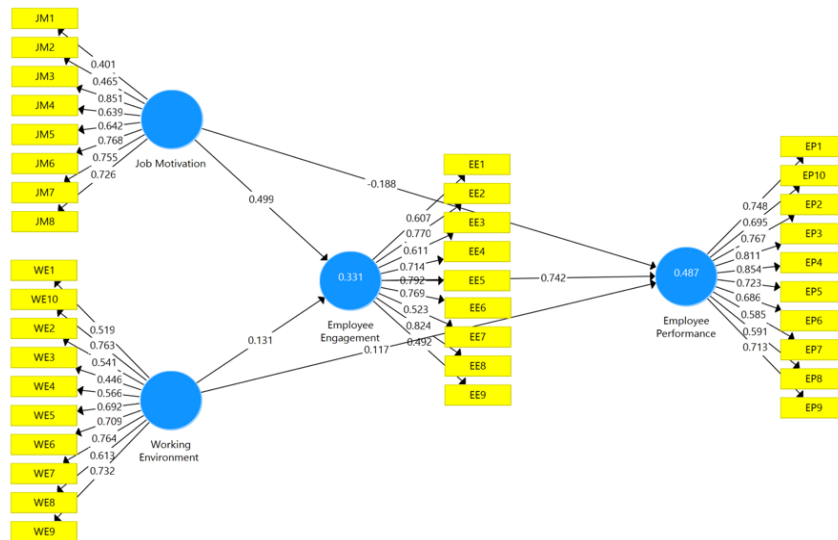 JM1
JM2
JM3
JM4
JM5
JM6
JM7
JM8
0.401
0.465
0.851
0.639
0.642
0.768
0.755
0.726
Job Motivation
WE1
WE10
WE2
WE3
WE4
WE5
WE6
WE7
WE8
WE9
0.519
0.763
0.541
0.446
0.566
0.692
0.709
0.764
0.613
0.732
Working
Environment
0.499
0.131
-0.188
0.742
0.117
0.331
Employee
Engagement
0.607
0.770
0.611
0.714
0.792
0.769
0.523
0.824
0.492
EE1
EE2
EE3
EE4
EE5
EE6
EE7
EE8
EE9
0.487
Employee
Performance
0.748
0.695
0.767
0.811
0.854
0.723
0.686
0.585
0.591
0.713
EP1
EP10
EP2
EP3
EP4
EP5
EP6
EP7
EP8
EP9